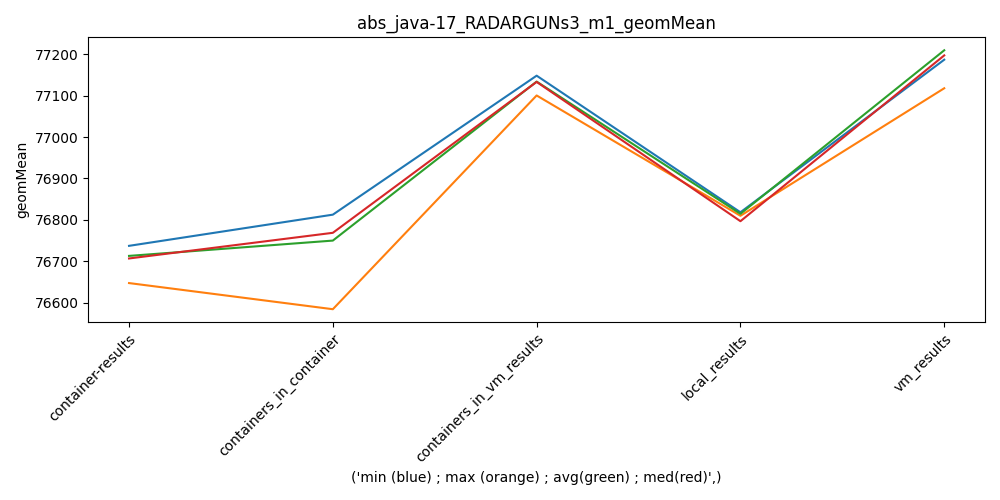 abs_java-17_RADARGUNs3_m1_geomMean
geomMean
77200
77100
77000
76900
76800
76700
76600
container-results
containers_in_container
containers_in_vm_results
local_results
vm_results
('min (blue) ; max (orange) ; avg(green) ; med(red)',)